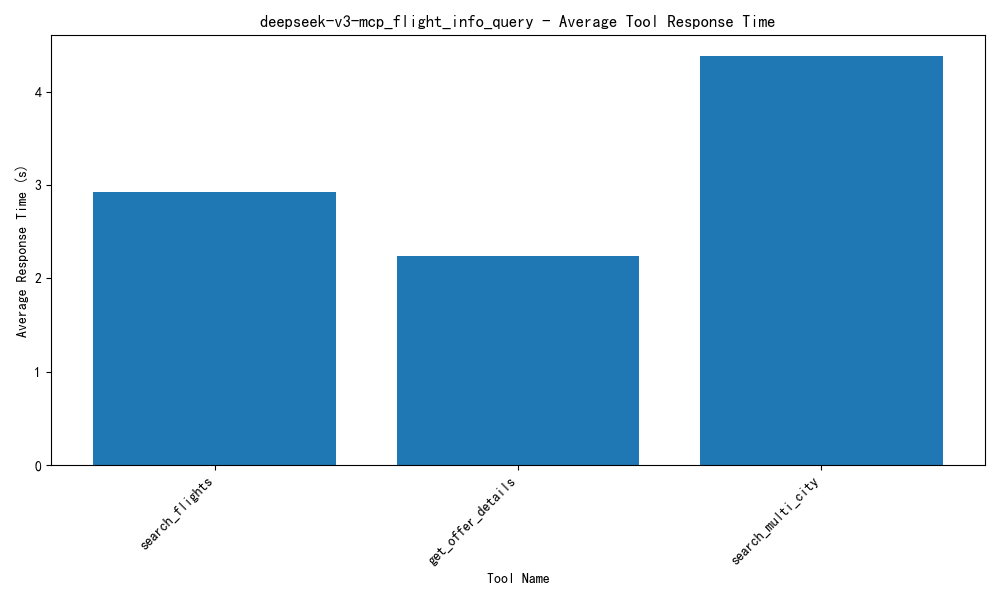 deepseek-v3-mcp_flight_info_query - Average Tool Response Time
Average Response Time (s)
4
3
2
1
0
search_flights
get_offer_details
search_multi_city
Tool Name